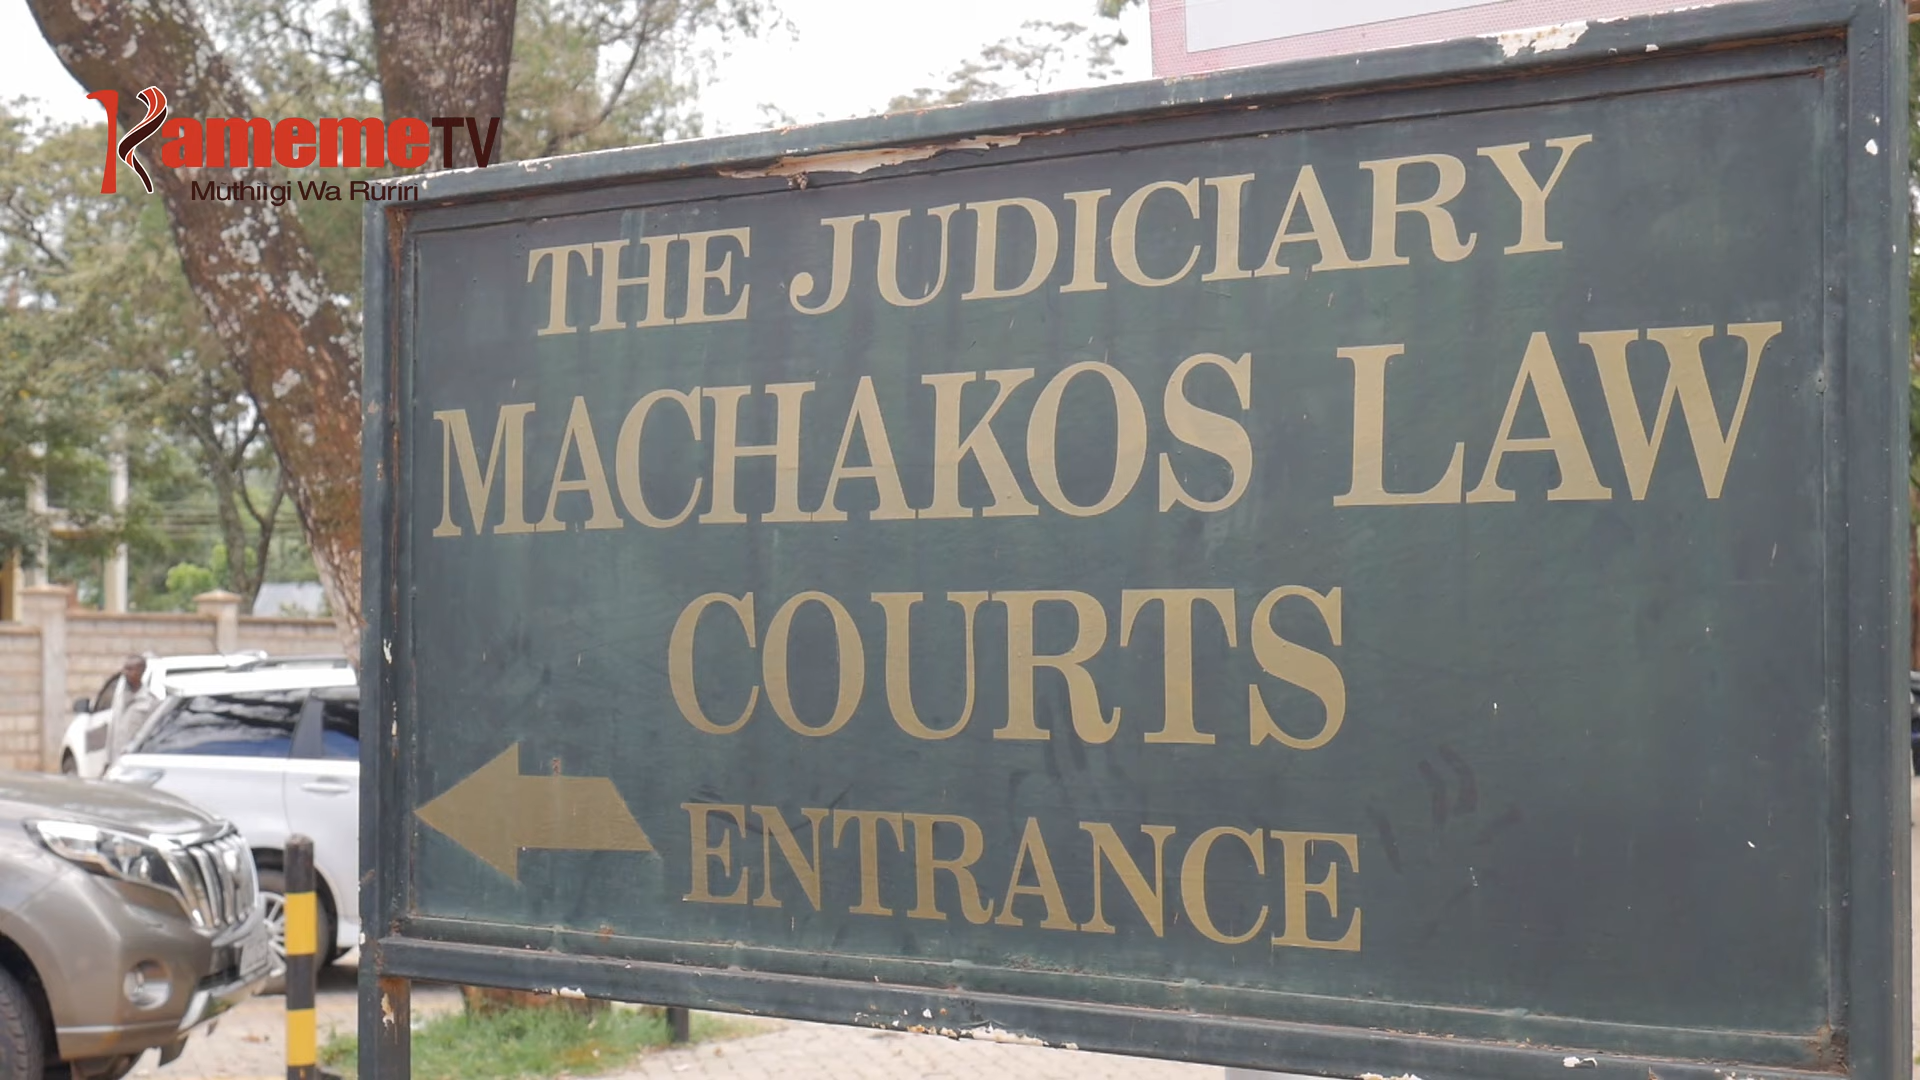 KamemeTV
Muthiigi Wa Ruriri
THE JUDICIARY
MACHAKOS LAW
COURTS
ENTRANCE